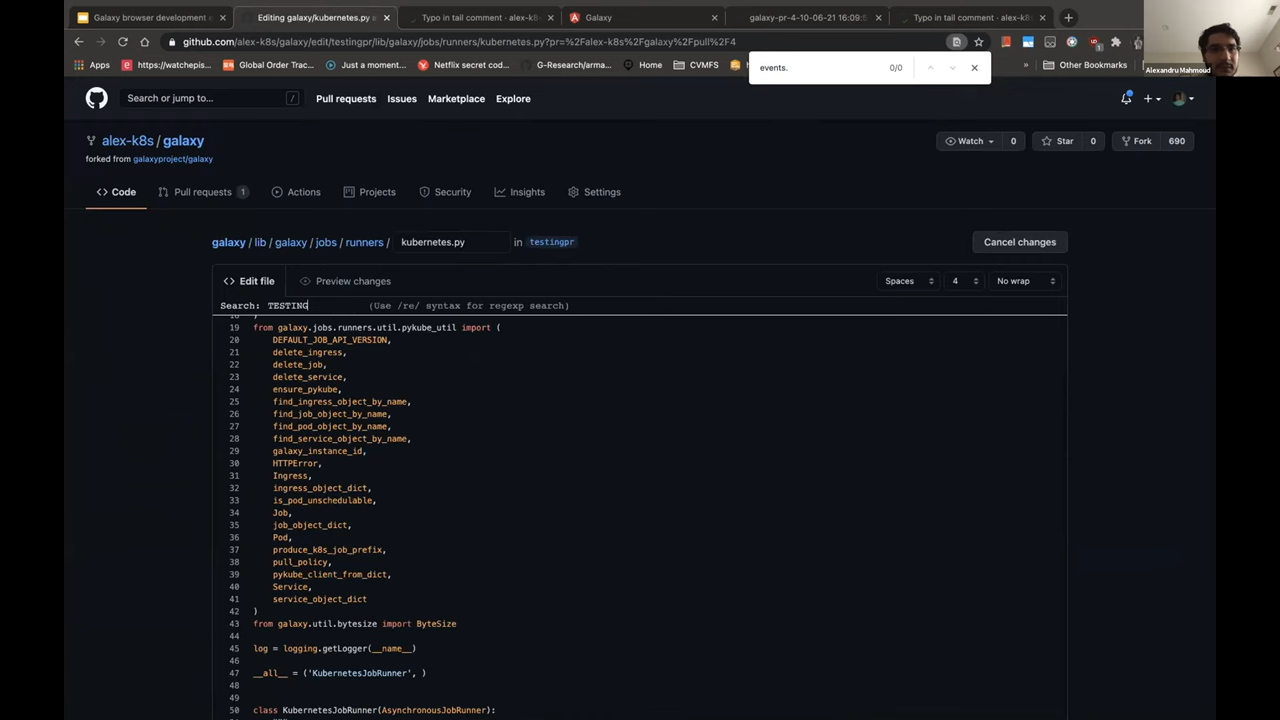 Galaxy browser development e
Editing galaxy/kubernetes.py a
Typo in tail comment · alex-k8s
Galaxy
galaxy-pr-4-10-06-21 16:09:5
Typo in tail comment · alex-k8s
github.com/alex-k8s/galaxy/edit/testingpr/lib/galaxy/jobs/runners/kubernetes.py?pr=%2Falex-k8s%2Fgalaxy%2Fpull%2F4
Apps
https://watchepis...
Global Order Trac...
Just a moment...
Netflix secret cod...
G-Research/arma...
Home
CVMFS
Other Bookmarks
events.
0/0
Alexandru Mahmoud
Search or jump to...
/
Pull requests
Issues
Marketplace
Explore
alex-k8s / galaxy
forked from galaxyproject/galaxy
Watch
0
Star
0
Fork
690
Code
Pull requests 1
Actions
Projects
Security
Insights
Settings
galaxy / lib / galaxy / jobs / runners / kubernetes.py in testingpr
Cancel changes
Edit file
Preview changes
Spaces
4
No wrap
Search: TESTING (Use /re/ syntax for regexp search)
18 )
19 from galaxy.jobs.runners.util.pykube_util import (
20 DEFAULT_JOB_API_VERSION,
21 delete_ingress,
22 delete_job,
23 delete_service,
24 ensure_pykube,
25 find_ingress_object_by_name,
26 find_job_object_by_name,
27 find_pod_object_by_name,
28 find_service_object_by_name,
29 galaxy_instance_id,
30 HTTPError,
31 Ingress,
32 ingress_object_dict,
33 is_pod_unschedulable,
34 Job,
35 job_object_dict,
36 Pod,
37 produce_k8s_job_prefix,
38 pull_policy,
39 pykube_client_from_dict,
40 Service,
41 service_object_dict
42 )
43 from galaxy.util.bytesize import ByteSize
44
45 log = logging.getLogger(__name__)
46
47 __all__ = ('KubernetesJobRunner', )
48
49
50 class KubernetesJobRunner(AsynchronousJobRunner):